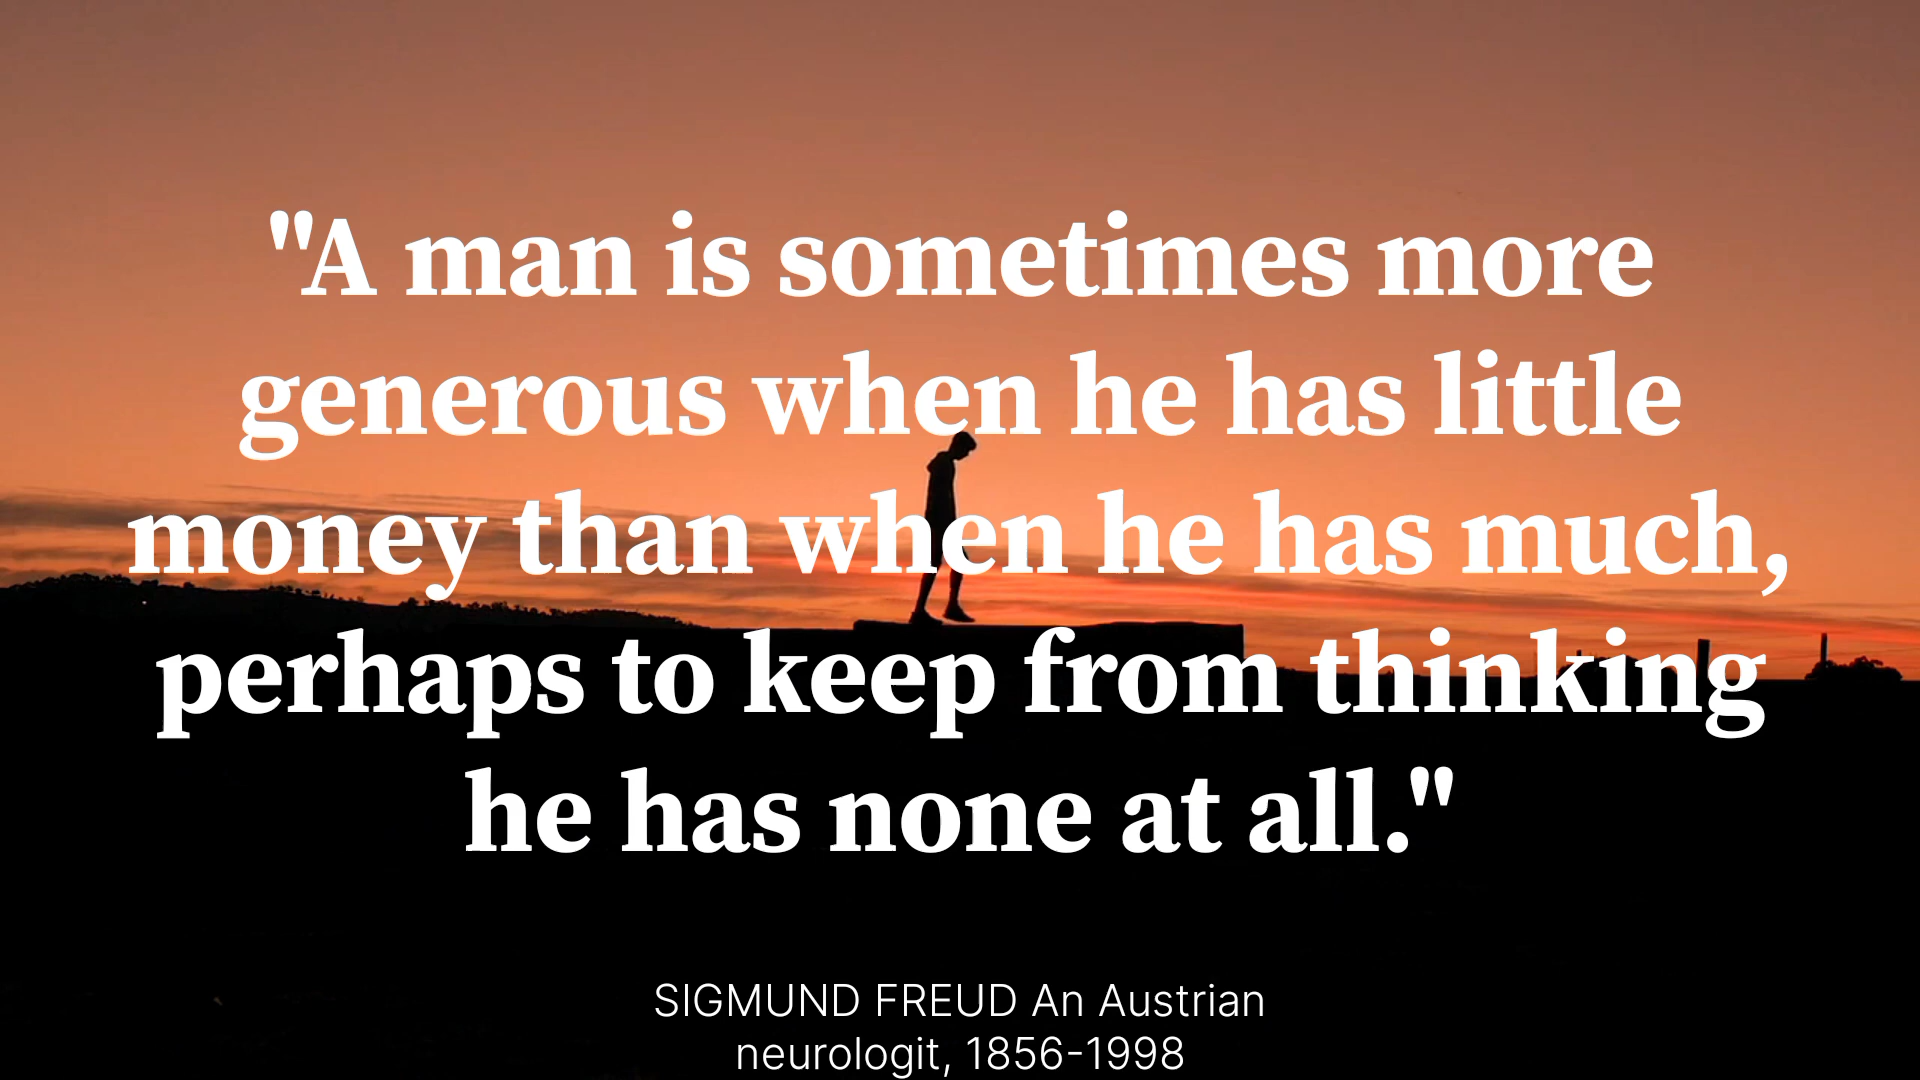 "A man is sometimes more
generous when he has little
money than when he has much,
perhaps to keep from thinking
he has none at all."
SIGMUND FREUD An Austrian
neurologit, 1856-1998